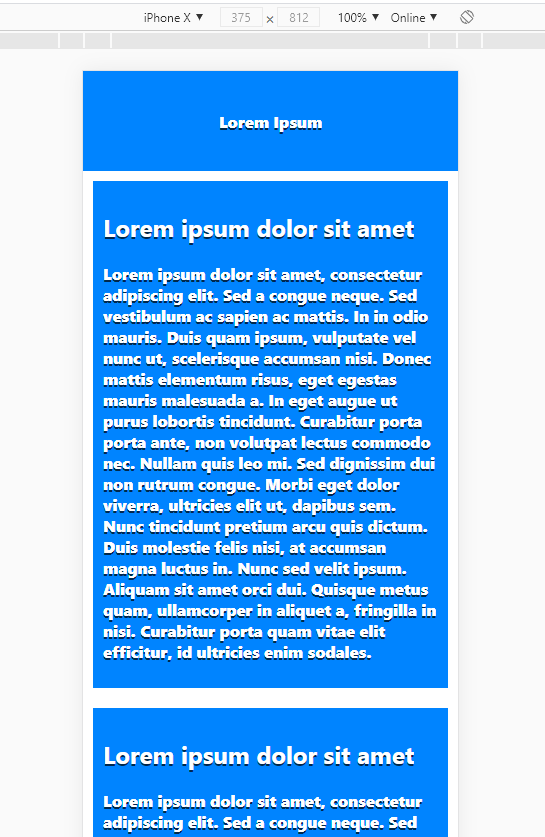 iPhone X ▼ 375 × 812 100% ▼ Online ▼
Lorem Ipsum
Lorem ipsum dolor sit amet
Lorem ipsum dolor sit amet, consectetur
adipiscing elit. Sed a congue neque. Sed
vestibulum ac sapien ac mattis. In in odio
mauris. Duis quam ipsum, vulputate vel
nunc ut, scelerisque accumsan nisi. Donec
mattis elementum risus, eget egestas
mauris malesuada a. In eget augue ut
purus lobortis tincidunt. Curabitur porta
porta ante, non volutpat lectus commodo
nec. Nullam quis leo mi. Sed dignissim dui
non rutrum congue. Morbi eget dolor
viverra, ultricies elit ut, dapibus sem.
Nunc tincidunt pretium arcu quis dictum.
Duis molestie felis nisi, at accumsan
magna luctus in. Nunc sed velit ipsum.
Aliquam sit amet orci dui. Quisque metus
quam, ullamcorper in aliquet a, fringilla in
nisi. Curabitur porta quam vitae elit
efficitur, id ultricies enim sodales.
Lorem ipsum dolor sit amet
Lorem ipsum dolor sit amet, consectetur
adipiscing elit. Sed a congue neque. Sed